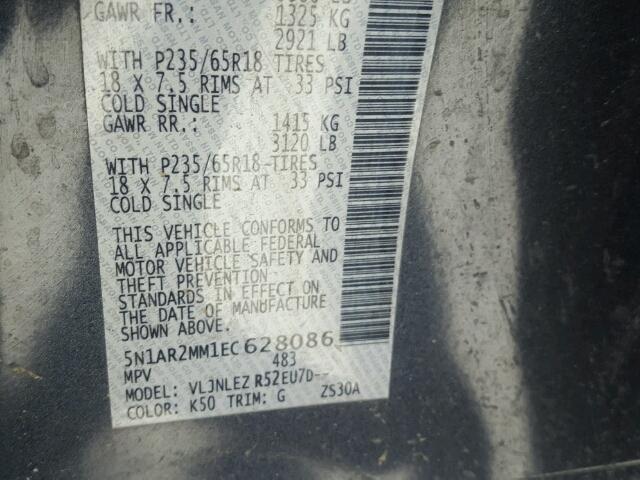 GAWR FR.: 1325 KG
2921 LB
WITH P235/65R18 TIRES
18 X 7.5 RIMS AT 33 PSI
COLD SINGLE
GAWR RR.: 1415 KG
3120 LB
WITH P235/65R18 TIRES
18 X 7.5 RIMS AT 33 PSI
COLD SINGLE
THIS VEHICLE CONFORMS TO
ALL APPLICABLE FEDERAL
MOTOR VEHICLE SAFETY AND
THEFT PREVENTION
STANDARDS IN EFFECT ON
THE DATE OF MANUFACTURE
SHOWN ABOVE.
5N1AR2MM1EC628086
MPV 483
MODEL: VLJNLEZ R52EU7D--
COLOR: K50 TRIM: G ZS30A